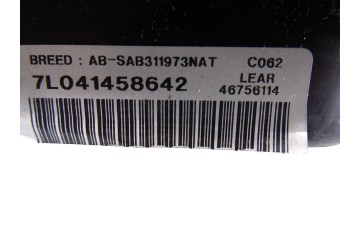 BREED : AB-SAB311973NAT C062
7L041458642 LEAR
46756114